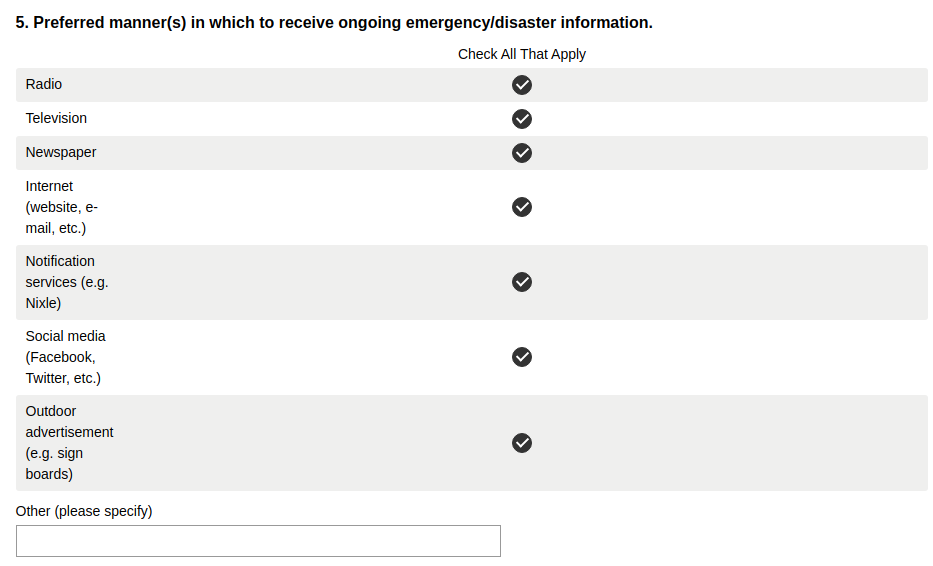 5. Preferred manner(s) in which to receive ongoing emergency/disaster information.
Check All That Apply
Radio
Television
Newspaper
Internet
(website, e-
mail, etc.)
Notification
services (e.g.
Nixle)
Social media
(Facebook,
Twitter, etc.)
Outdoor
advertisement
(e.g. sign
boards)
Other (please specify)